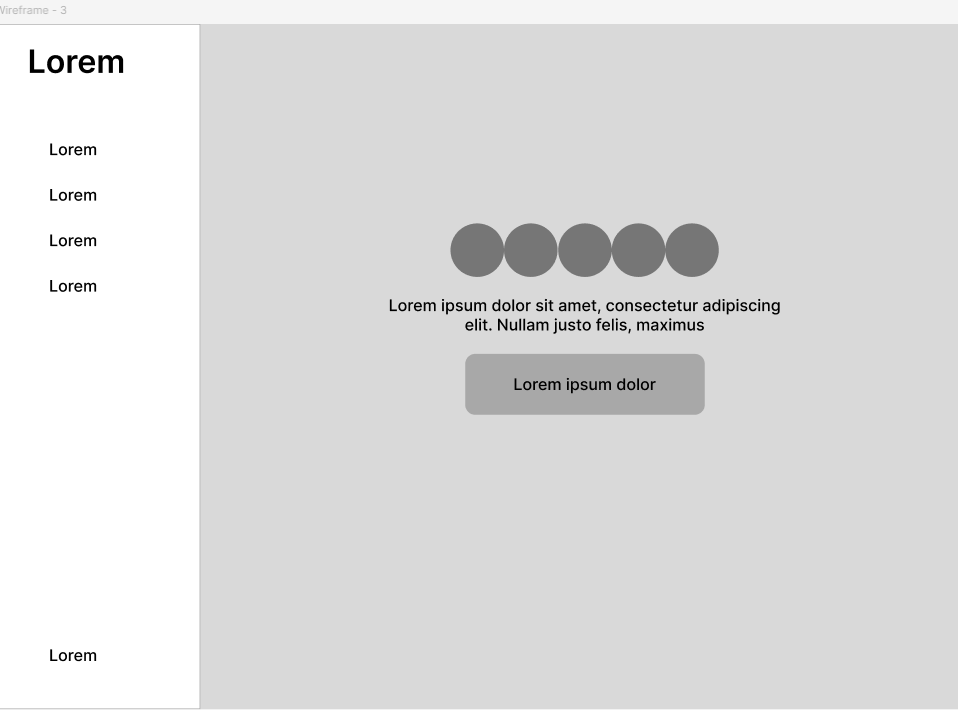 Wireframe - 3
Lorem
Lorem
Lorem
Lorem
Lorem
Lorem
Lorem ipsum dolor sit amet, consectetur adipiscing
elit. Nullam justo felis, maximus
Lorem ipsum dolor